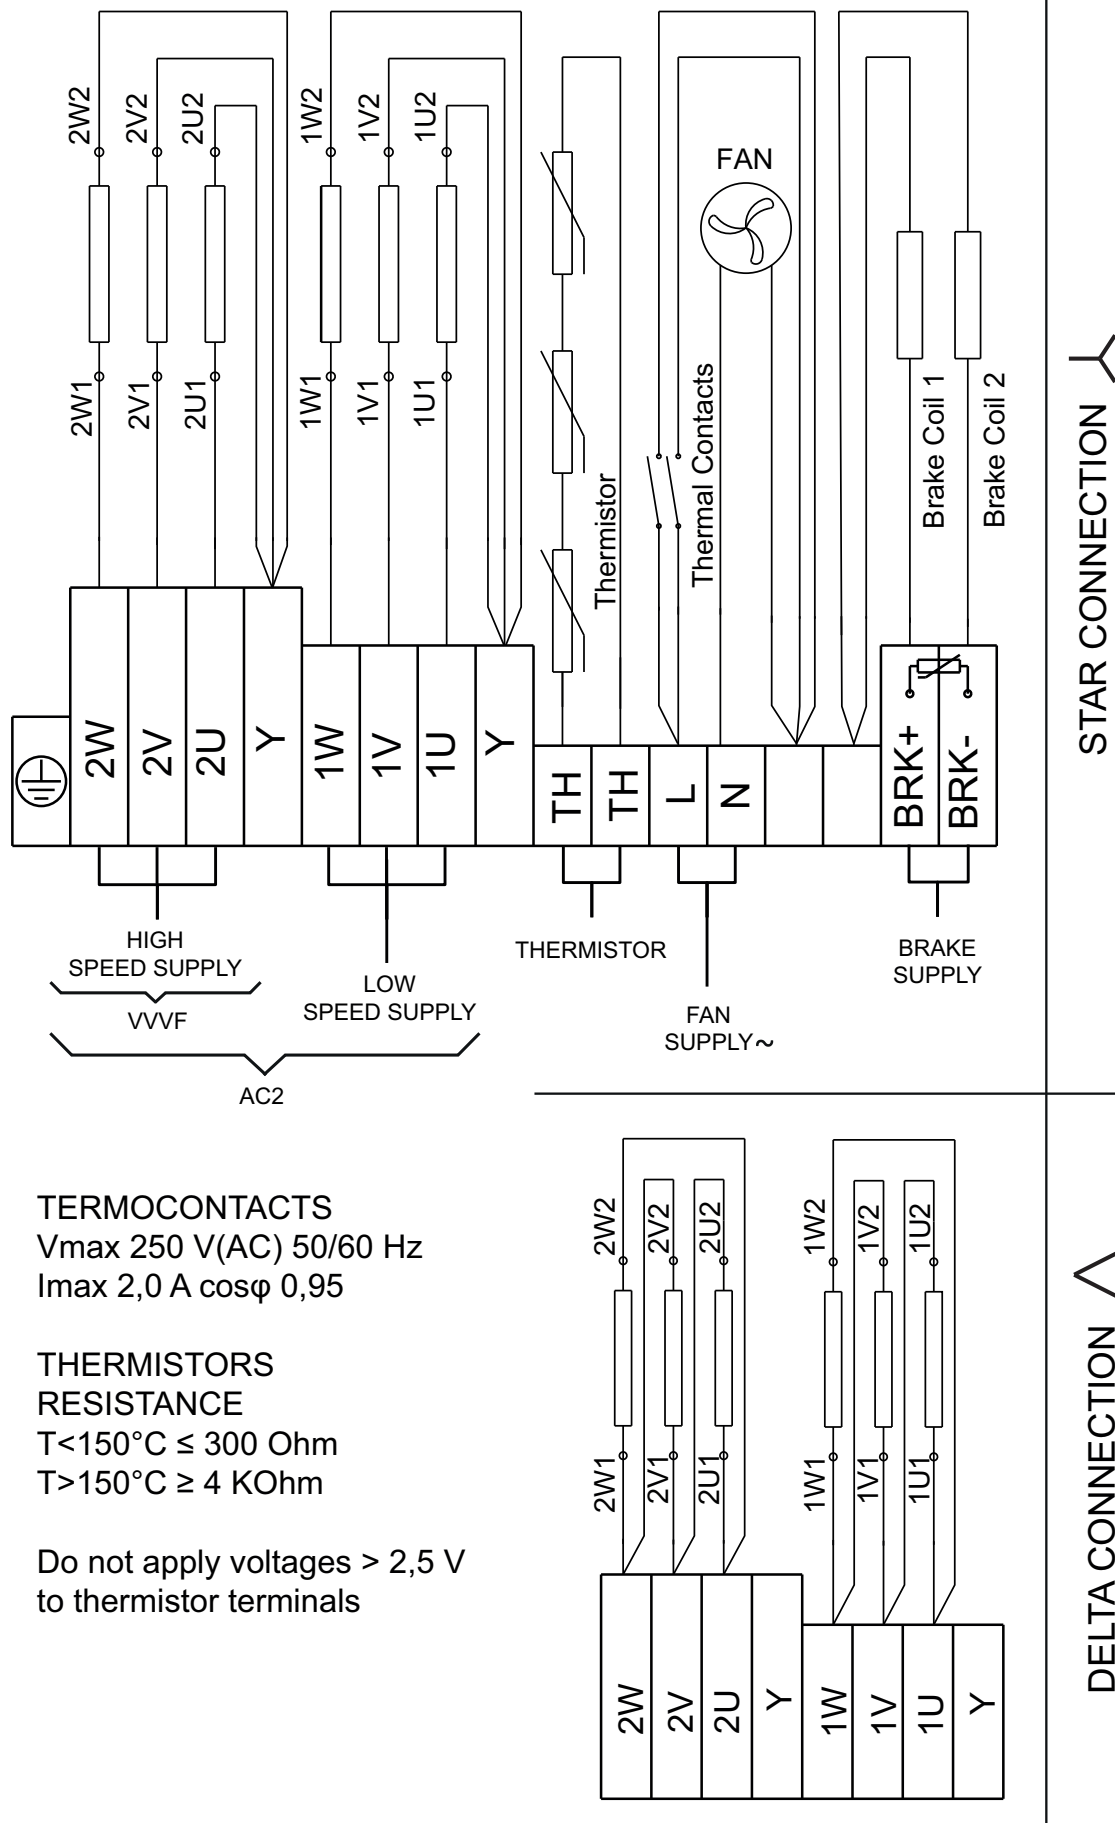 2W2
2V2
2U2
1W2
1V2
1U2
FAN
2W1
2V1
2U1
1W1
1V1
1U1
Thermistor
Thermal Contacts
Brake Coil 1
Brake Coil 2
STAR CONNECTION
2W
2V
2U
Y
1W
1V
1U
Y
TH
TH
L
N
BRK+
BRK-
HIGH
SPEED SUPPLY
VVVF
LOW
SPEED SUPPLY
AC2
THERMISTOR
FAN
SUPPLY~
BRAKE
SUPPLY
TERMOCONTACTS
Vmax 250 V(AC) 50/60 Hz
Imax 2,0 A cosφ 0,95
THERMISTORS
RESISTANCE
T<150°C ≤ 300 Ohm
T>150°C ≥ 4 KOhm
Do not apply voltages > 2,5 V
to thermistor terminals
2W2
2V2
2U2
1W2
1V2
1U2
2W1
2V1
2U1
1W1
1V1
1U1
2W
2V
2U
Y
1W
1V
1U
Y
DELTA CONNECTION